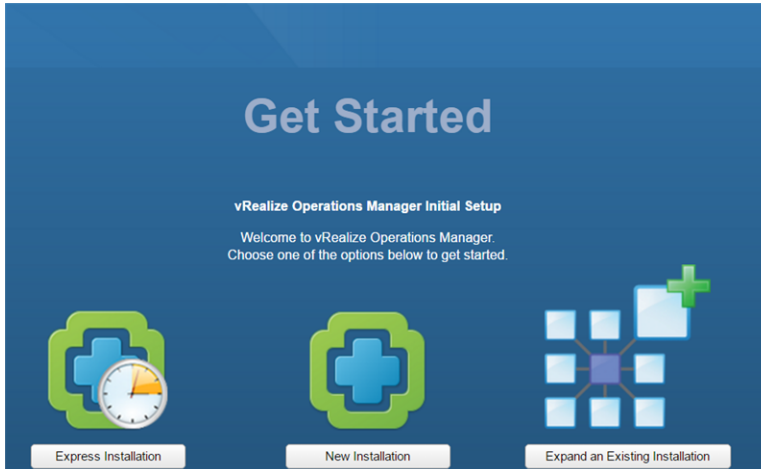 Get Started
vRealize Operations Manager Initial Setup
Welcome to vRealize Operations Manager.
Choose one of the options below to get started.
Express Installation
New Installation
Expand an Existing Installation